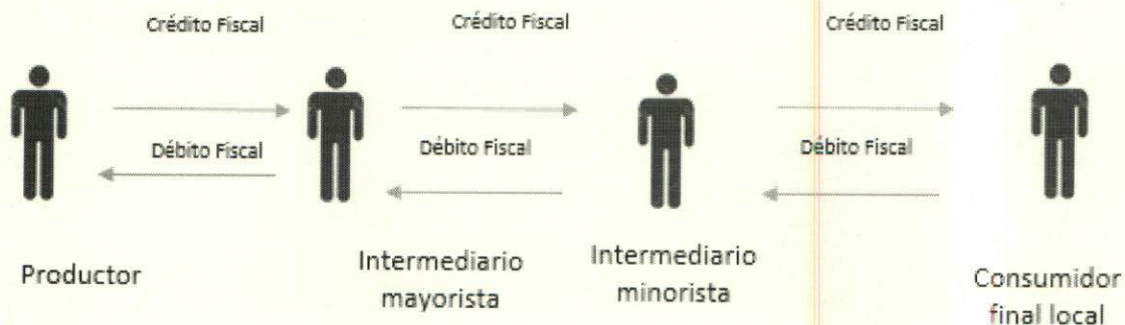 Crédito Fiscal
Crédito Fiscal
Crédito Fiscal
Débito Fiscal
Débito Fiscal
Débito Fiscal
Productor
Intermediario
mayorista
Intermediario
minorista
Consumidor
final local